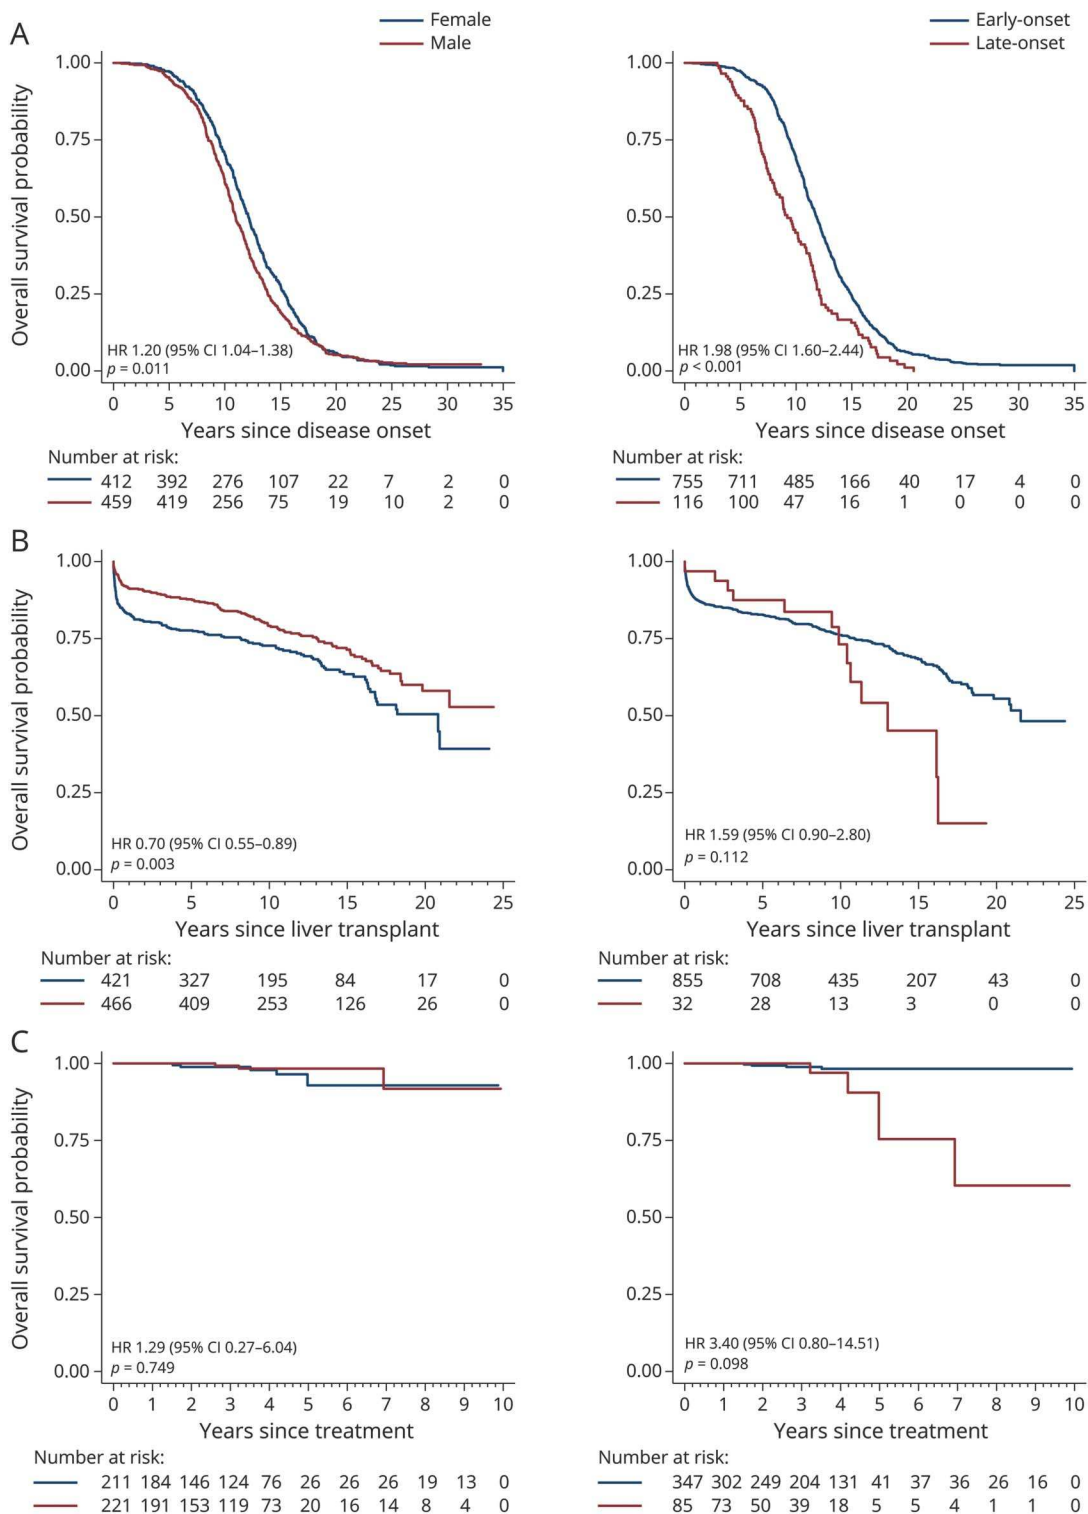 A
Female
Male
Early-onset
Late-onset
Overall survival probability
1.00
0.75
0.50
0.25
0.00
HR 1.20 (95% CI 1.04–1.38)
p = 0.011
0 5 10 15 20 25 30 35
Years since disease onset
Number at risk:
412 392 276 107 22 7 2 0
459 419 256 75 19 10 2 0
1.00
0.75
0.50
0.25
0.00
HR 1.98 (95% CI 1.60–2.44)
p < 0.001
0 5 10 15 20 25 30 35
Years since disease onset
Number at risk:
755 711 485 166 40 17 4 0
116 100 47 16 1 0 0 0
B
Overall survival probability
1.00
0.75
0.50
0.25
0.00
HR 0.70 (95% CI 0.55–0.89)
p = 0.003
0 5 10 15 20 25
Years since liver transplant
Number at risk:
421 327 195 84 17 0
466 409 253 126 26 0
1.00
0.75
0.50
0.25
0.00
HR 1.59 (95% CI 0.90–2.80)
p = 0.112
0 5 10 15 20 25
Years since liver transplant
Number at risk:
855 708 435 207 43 0
32 28 13 3 0 0
C
Overall survival probability
1.00
0.75
0.50
0.25
0.00
HR 1.29 (95% CI 0.27–6.04)
p = 0.749
0 1 2 3 4 5 6 7 8 9 10
Years since treatment
Number at risk:
211 184 146 124 76 26 26 26 19 13 0
221 191 153 119 73 20 16 14 8 4 0
1.00
0.75
0.50
0.25
0.00
HR 3.40 (95% CI 0.80–14.51)
p = 0.098
0 1 2 3 4 5 6 7 8 9 10
Years since treatment
Number at risk:
347 302 249 204 131 41 37 36 26 16 0
85 73 50 39 18 5 5 4 1 1 0